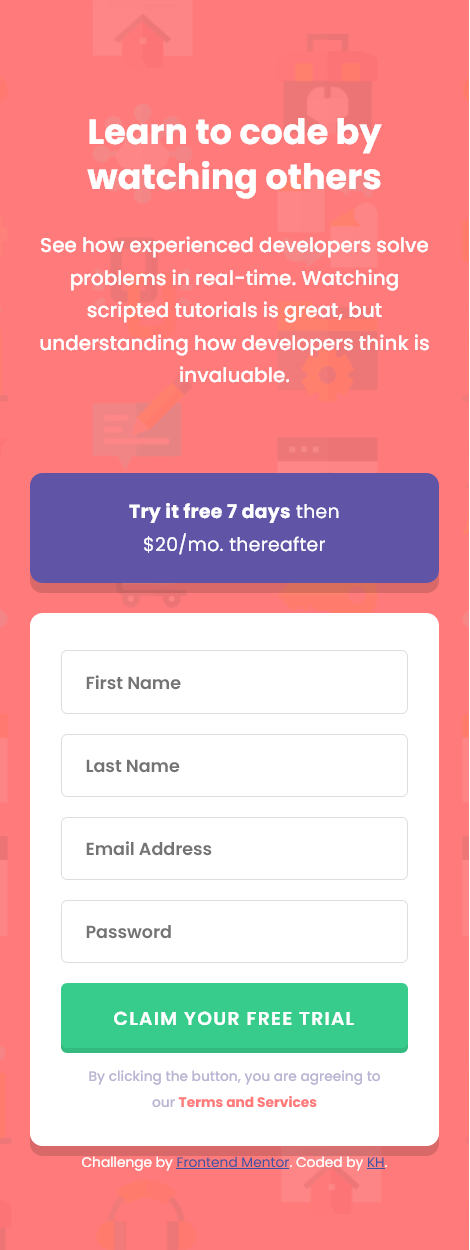 Learn to code by
watching others
See how experienced developers solve
problems in real-time. Watching
scripted tutorials is great, but
understanding how developers think is
invaluable.
Try it free 7 days then
$20/mo. thereafter
First Name
Last Name
Email Address
Password
CLAIM YOUR FREE TRIAL
By clicking the button, you are agreeing to
our Terms and Services
Challenge by Frontend Mentor. Coded by KH.